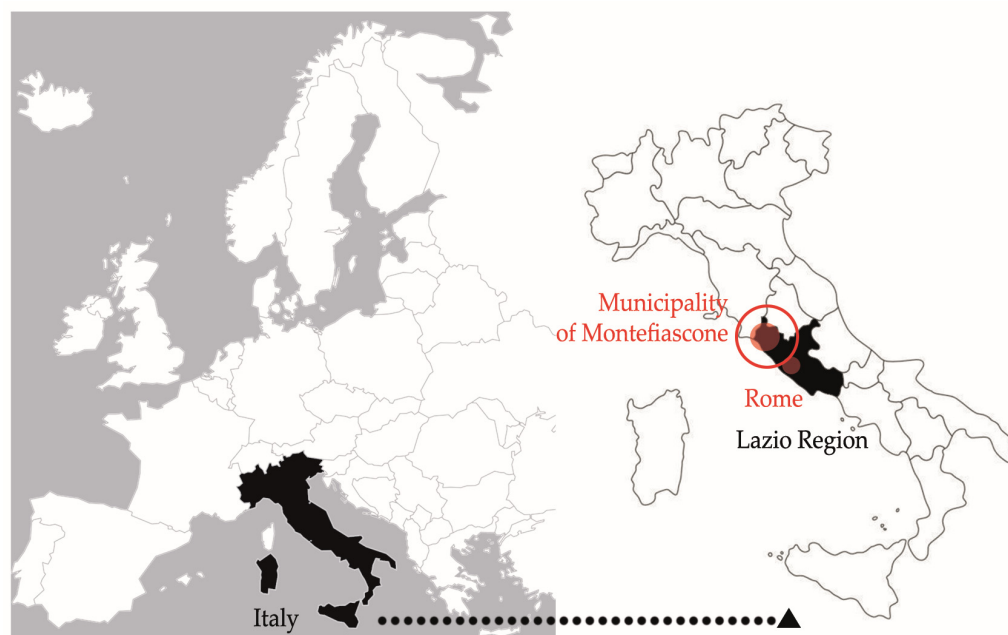 Municipality
of Montefiascone
Rome
Lazio Region
Italy